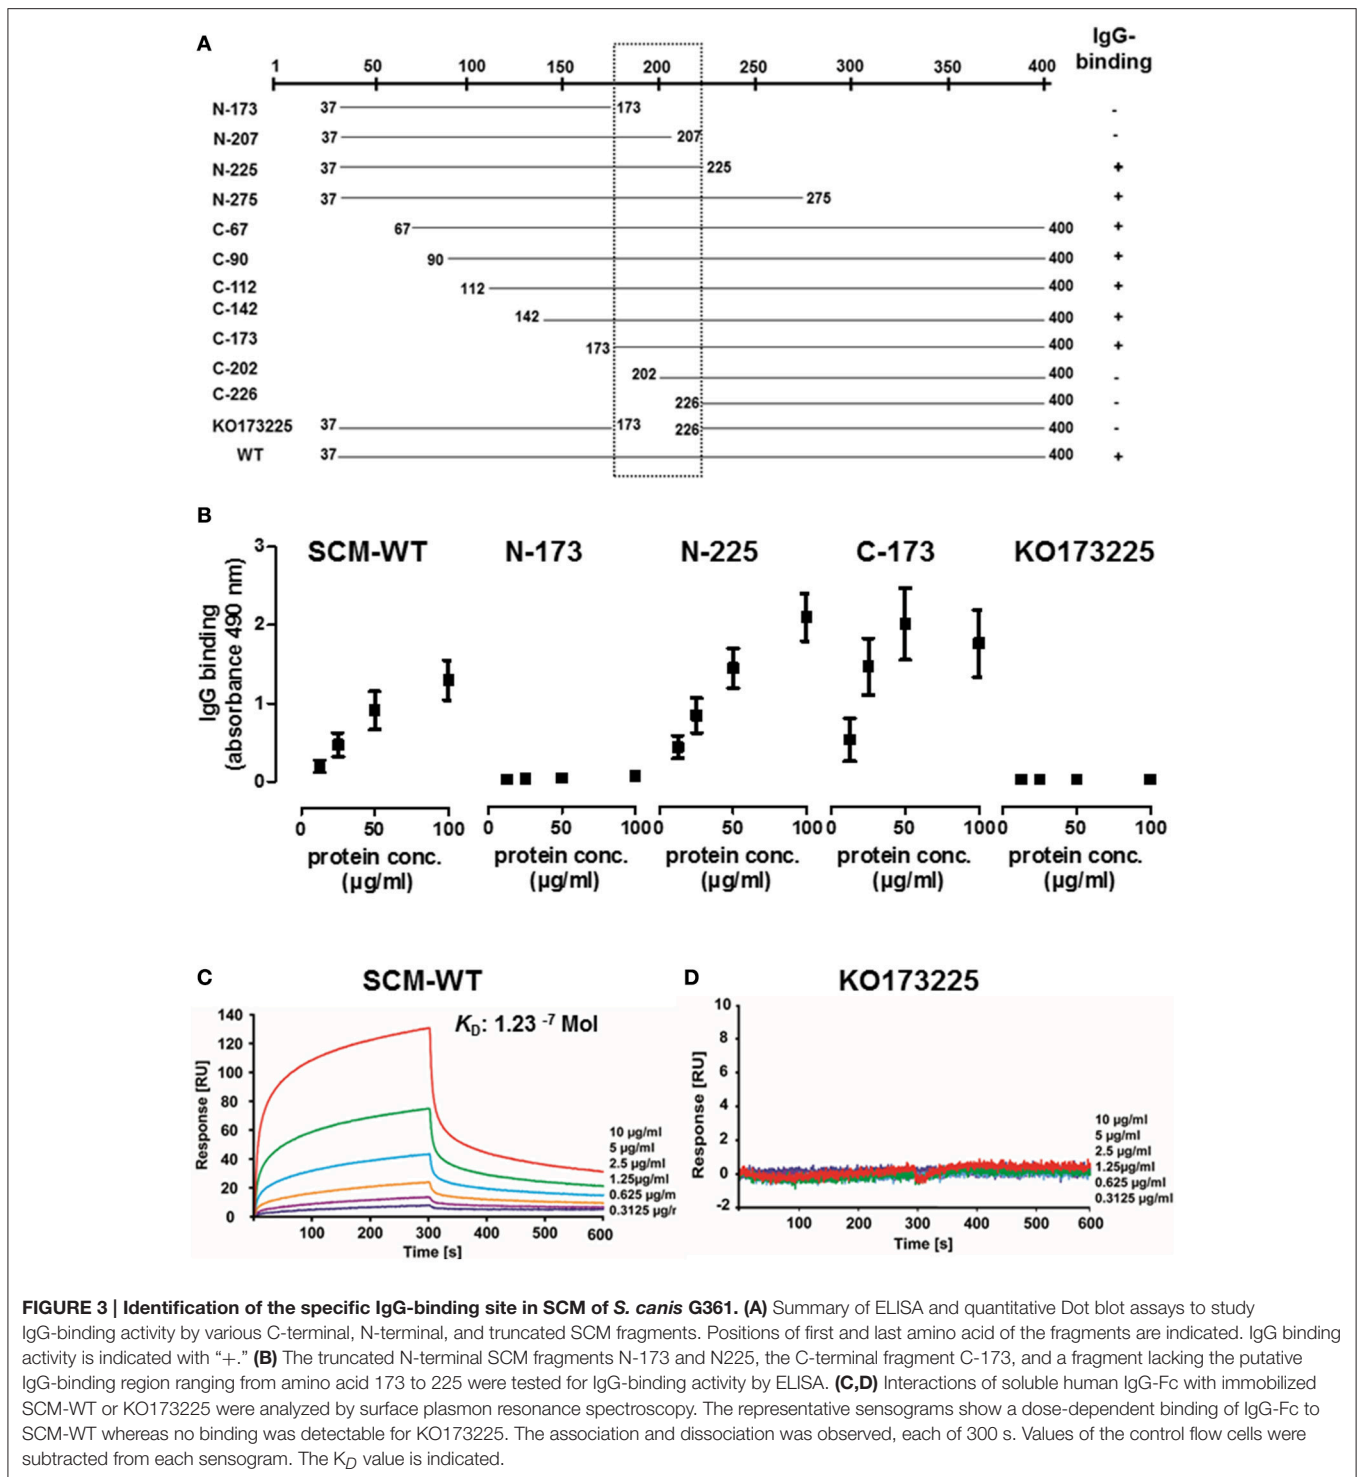 A
IgG-
binding
1 50 100 150 200 250 300 350 400
N-173 37 173 -
N-207 37 207 -
N-225 37 225 +
N-275 37 275 +
C-67 67 400 +
C-90 90 400 +
C-112 112 400 +
C-142 142 400 +
C-173 173 400 +
C-202 202 400 -
C-226 226 400 -
KO173225 37 173 226 400 -
WT 37 400 +
B
SCM-WT N-173 N-225 C-173 KO173225
IgG binding
(absorbance 490 nm)
3
2
1
0
0 50 100 0 50 100 0 50 100 0 50 100 0 50 100
protein conc. protein conc. protein conc. protein conc. protein conc.
(µg/ml) (µg/ml) (µg/ml) (µg/ml) (µg/ml)
C SCM-WT
KD: 1.23 -7 Mol
Response [RU]
140
120
100
80
60
40
20
0
100 200 300 400 500 600
Time [s]
10 µg/ml
5 µg/ml
2.5 µg/ml
1.25µg/ml
0.625 µg/m
0.3125 µg/r
D KO173225
Response [RU]
10
8
6
4
2
0
-2
100 200 300 400 500 600
Time [s]
10 µg/ml
5 µg/ml
2.5 µg/ml
1.25µg/ml
0.625 µg/ml
0.3125 µg/ml
FIGURE 3 | Identification of the specific IgG-binding site in SCM of S. canis G361. (A) Summary of ELISA and quantitative Dot blot assays to study
IgG-binding activity by various C-terminal, N-terminal, and truncated SCM fragments. Positions of first and last amino acid of the fragments are indicated. IgG binding
activity is indicated with “+.” (B) The truncated N-terminal SCM fragments N-173 and N225, the C-terminal fragment C-173, and a fragment lacking the putative
IgG-binding region ranging from amino acid 173 to 225 were tested for IgG-binding activity by ELISA. (C,D) Interactions of soluble human IgG-Fc with immobilized
SCM-WT or KO173225 were analyzed by surface plasmon resonance spectroscopy. The representative sensograms show a dose-dependent binding of IgG-Fc to
SCM-WT whereas no binding was detectable for KO173225. The association and dissociation was observed, each of 300 s. Values of the control flow cells were
subtracted from each sensogram. The KD value is indicated.